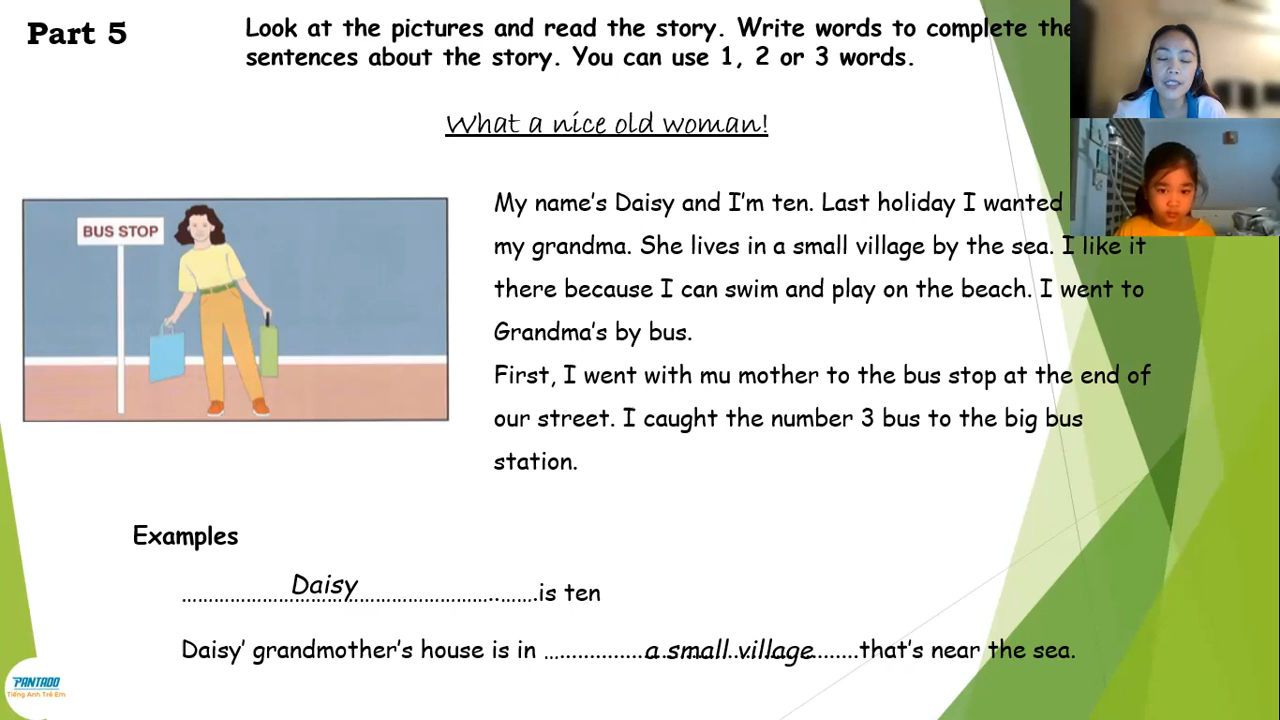 Part 5
Look at the pictures and read the story. Write words to complete the
sentences about the story. You can use 1, 2 or 3 words.
What a nice old woman!
BUS STOP
My name's Daisy and I'm ten. Last holiday I wanted
my grandma. She lives in a small village by the sea. I like it
there because I can swim and play on the beach. I went to
Grandma's by bus.
First, I went with mu mother to the bus stop at the end of
our street. I caught the number 3 bus to the big bus
station.
Examples
Daisy
……………………………………………..…….is ten
Daisy' grandmother's house is in …...............a small village.......that's near the sea.
PANTADO
Tiếng Anh Trẻ Em